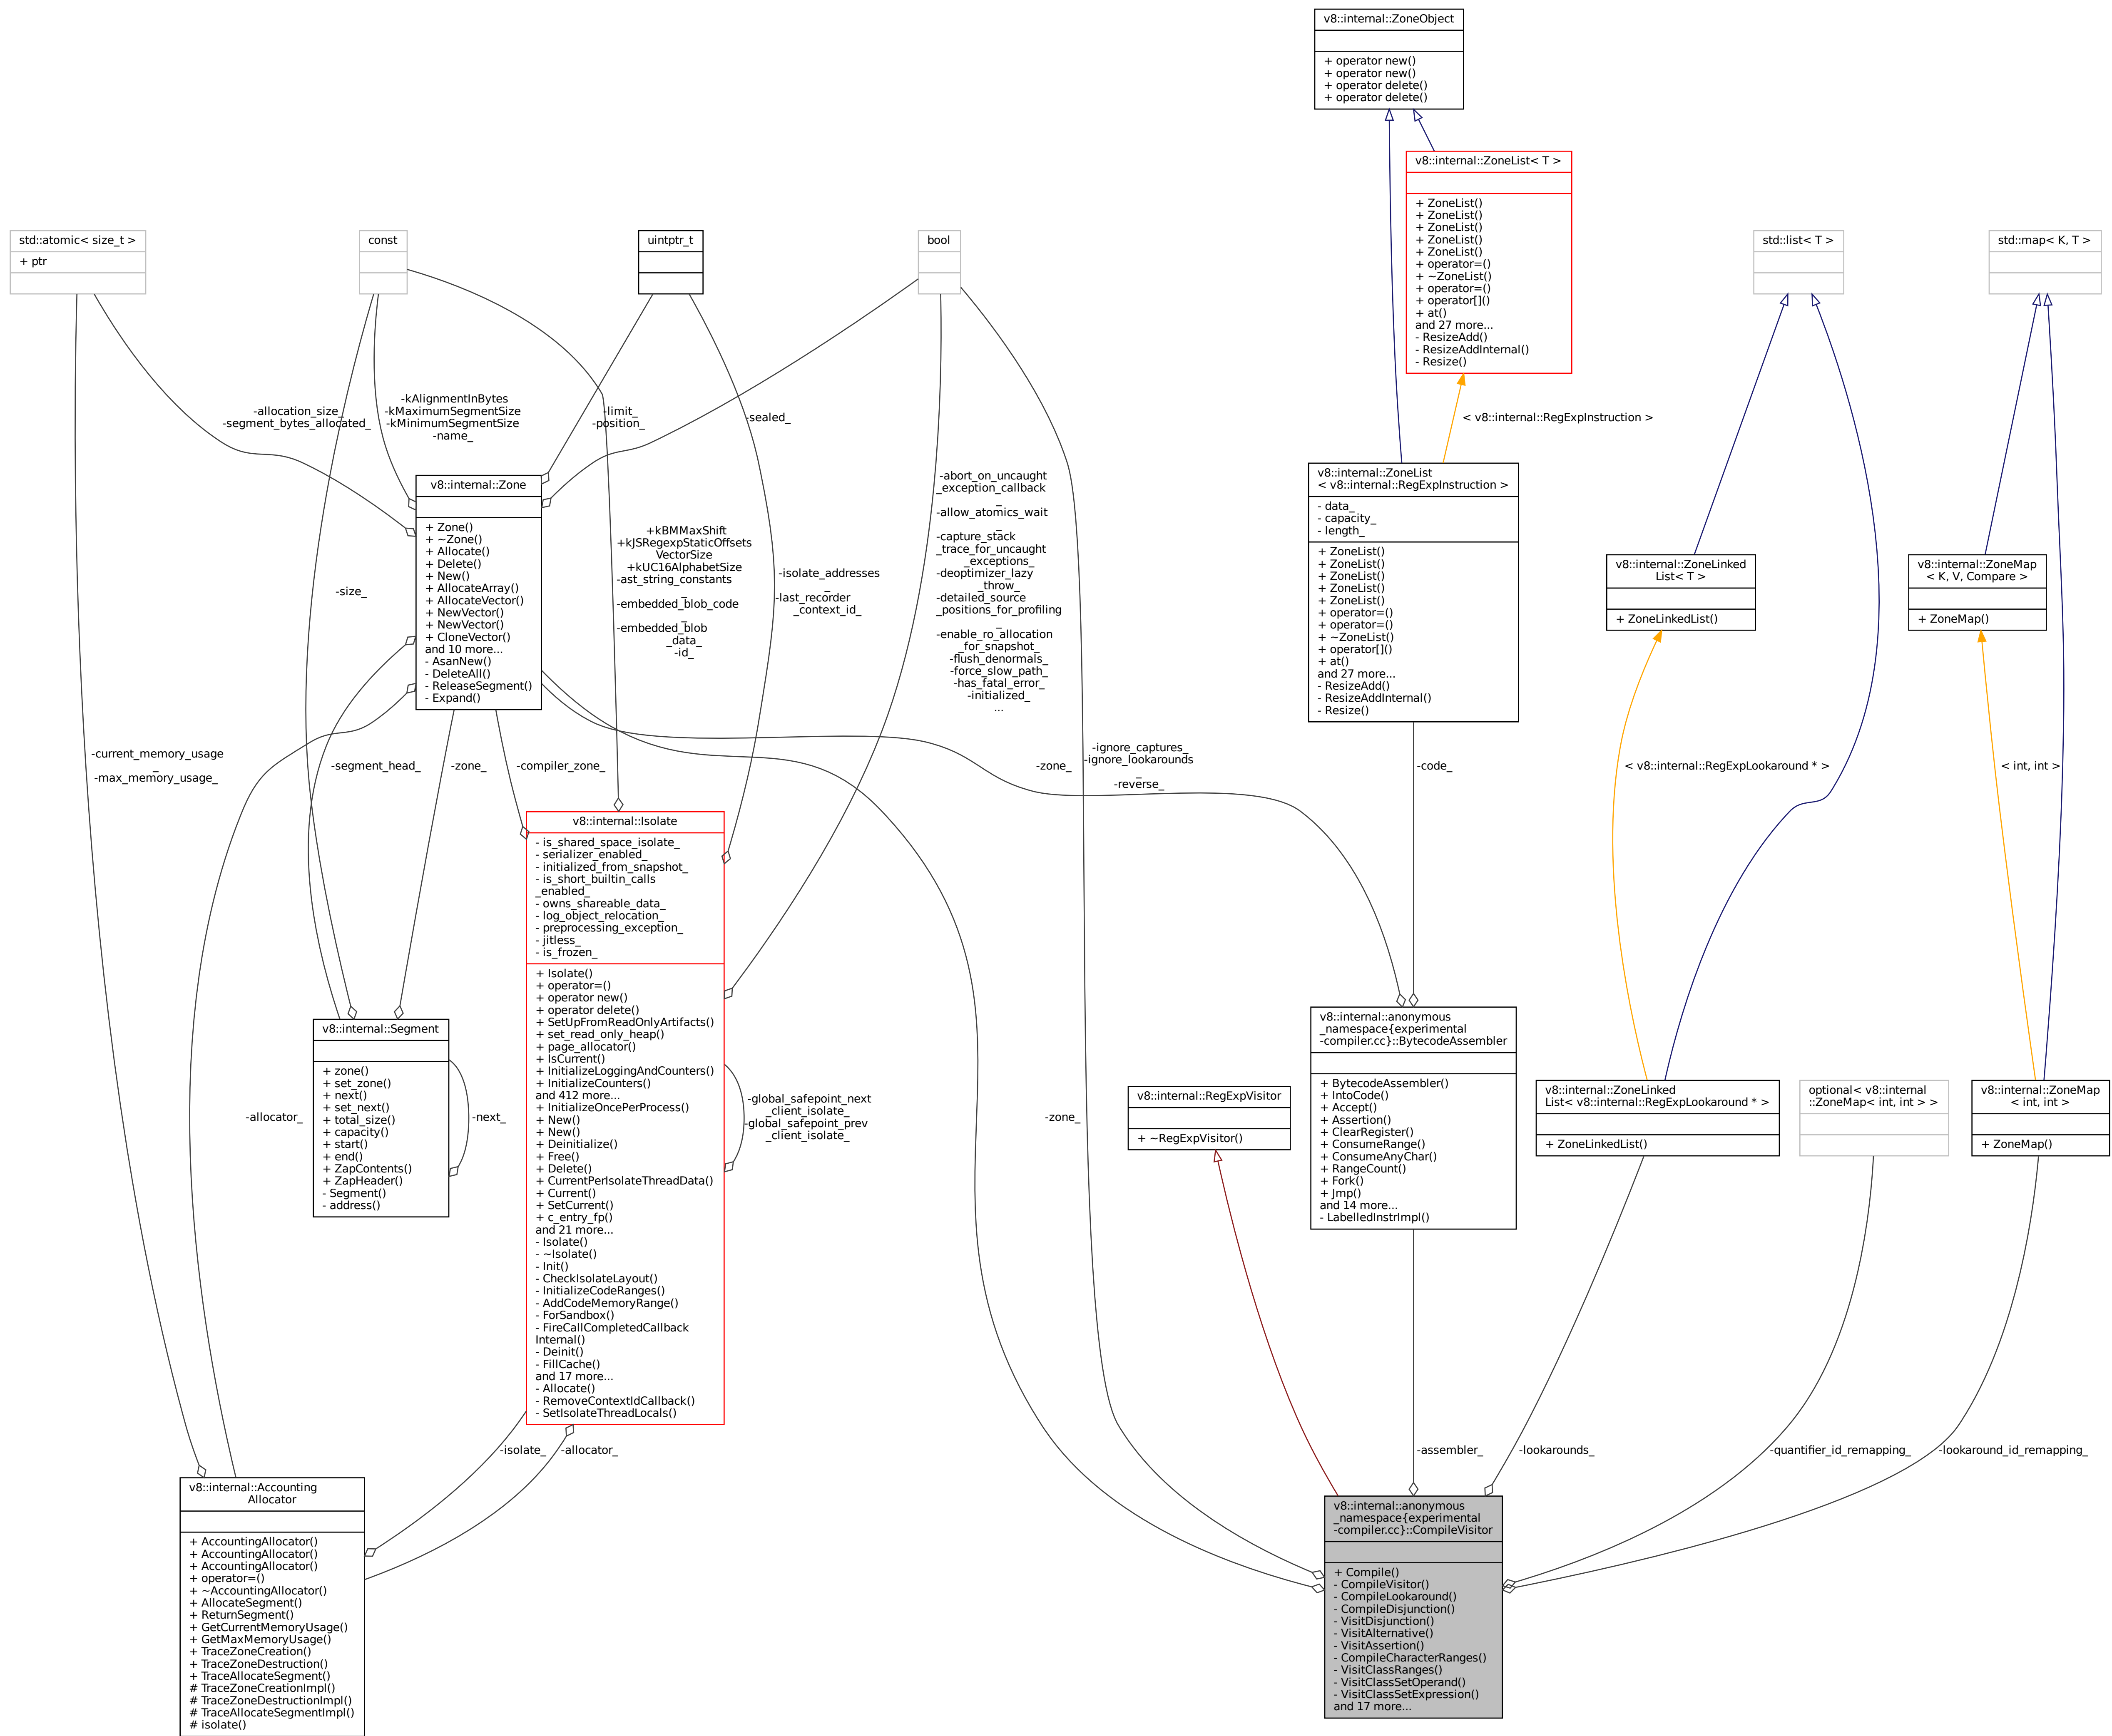 v8::internal::ZoneObject
+ operator new()
+ operator new()
+ operator delete()
+ operator delete()
v8::internal::ZoneList< T >
+ ZoneList()
+ ZoneList()
+ ZoneList()
+ ZoneList()
+ ZoneList()
+ operator=()
+ ~ZoneList()
+ operator=()
+ operator[]()
+ at()
and 27 more...
- ResizeAdd()
- ResizeAddInternal()
- Resize()
std::atomic< size_t >
+ ptr
const
uintptr_t
bool
std::list< T >
std::map< K, T >
-allocation_size_
-segment_bytes_allocated_
-kAlignmentInBytes
-kMaximumSegmentSize
-kMinimumSegmentSize
-name_
-limit_
-position_
-sealed_
< v8::internal::RegExpInstruction >
v8::internal::Zone
+ Zone()
+ ~Zone()
+ Allocate()
+ Delete()
+ New()
+ AllocateArray()
+ AllocateVector()
+ NewVector()
+ NewVector()
+ CloneVector()
and 10 more...
- AsanNew()
- DeleteAll()
- ReleaseSegment()
- Expand()
-size_
+kBMMaxShift
+kJSRegexpStaticOffsets
VectorSize
+kUC16AlphabetSize
-ast_string_constants
_
-embedded_blob_code
_
-embedded_blob
_data_
-id_
-isolate_addresses
_
-last_recorder
_context_id_
-abort_on_uncaught
_exception_callback
_
-allow_atomics_wait
_
-capture_stack
_trace_for_uncaught
_exceptions_
-deoptimizer_lazy
_throw_
-detailed_source
_positions_for_profiling
_
-enable_ro_allocation
_for_snapshot_
-flush_denormals_
-force_slow_path_
-has_fatal_error_
-initialized_
...
v8::internal::ZoneList
< v8::internal::RegExpInstruction >
- data_
- capacity_
- length_
+ ZoneList()
+ ZoneList()
+ ZoneList()
+ ZoneList()
+ ZoneList()
+ operator=()
+ operator=()
+ ~ZoneList()
+ operator[]()
+ at()
and 27 more...
- ResizeAdd()
- ResizeAddInternal()
- Resize()
v8::internal::ZoneLinked
List< T >
+ ZoneLinkedList()
v8::internal::ZoneMap
< K, V, Compare >
+ ZoneMap()
-current_memory_usage
_
-max_memory_usage_
-segment_head_
-zone_
-compiler_zone_
-zone_
-ignore_captures_
-ignore_lookarounds
_
-reverse_
-code_
< v8::internal::RegExpLookaround * >
< int, int >
v8::internal::Isolate
- is_shared_space_isolate_
- serializer_enabled_
- initialized_from_snapshot_
- is_short_builtin_calls
_enabled_
- owns_shareable_data_
- log_object_relocation_
- preprocessing_exception_
- jitless_
- is_frozen_
+ Isolate()
+ operator=()
+ operator new()
+ operator delete()
+ SetUpFromReadOnlyArtifacts()
+ set_read_only_heap()
+ page_allocator()
+ IsCurrent()
+ InitializeLoggingAndCounters()
+ InitializeCounters()
and 412 more...
+ InitializeOncePerProcess()
+ New()
+ New()
+ Deinitialize()
+ Free()
+ Delete()
+ CurrentPerIsolateThreadData()
+ Current()
+ SetCurrent()
+ c_entry_fp()
and 21 more...
- Isolate()
- ~Isolate()
- Init()
- CheckIsolateLayout()
- InitializeCodeRanges()
- AddCodeMemoryRange()
- ForSandbox()
- FireCallCompletedCallback
Internal()
- Deinit()
- FillCache()
and 17 more...
- Allocate()
- RemoveContextIdCallback()
- SetIsolateThreadLocals()
v8::internal::Segment
+ zone()
+ set_zone()
+ next()
+ set_next()
+ total_size()
+ capacity()
+ start()
+ end()
+ ZapContents()
+ ZapHeader()
- Segment()
- address()
-allocator_
-next_
-global_safepoint_next
_client_isolate_
-global_safepoint_prev
_client_isolate_
-zone_
v8::internal::RegExpVisitor
+ ~RegExpVisitor()
v8::internal::anonymous
_namespace{experimental
-compiler.cc}::BytecodeAssembler
+ BytecodeAssembler()
+ IntoCode()
+ Accept()
+ Assertion()
+ ClearRegister()
+ ConsumeRange()
+ ConsumeAnyChar()
+ RangeCount()
+ Fork()
+ Jmp()
and 14 more...
- LabelledInstrImpl()
v8::internal::ZoneLinked
List< v8::internal::RegExpLookaround * >
+ ZoneLinkedList()
optional< v8::internal
::ZoneMap< int, int > >
v8::internal::ZoneMap
< int, int >
+ ZoneMap()
-isolate_
-allocator_
-assembler_
-lookarounds_
-quantifier_id_remapping_
-lookaround_id_remapping_
v8::internal::Accounting
Allocator
+ AccountingAllocator()
+ AccountingAllocator()
+ AccountingAllocator()
+ operator=()
+ ~AccountingAllocator()
+ AllocateSegment()
+ ReturnSegment()
+ GetCurrentMemoryUsage()
+ GetMaxMemoryUsage()
+ TraceZoneCreation()
+ TraceZoneDestruction()
+ TraceAllocateSegment()
# TraceZoneCreationImpl()
# TraceZoneDestructionImpl()
# TraceAllocateSegmentImpl()
# isolate()
v8::internal::anonymous
_namespace{experimental
-compiler.cc}::CompileVisitor
+ Compile()
- CompileVisitor()
- CompileLookaround()
- CompileDisjunction()
- VisitDisjunction()
- VisitAlternative()
- VisitAssertion()
- CompileCharacterRanges()
- VisitClassRanges()
- VisitClassSetOperand()
- VisitClassSetExpression()
and 17 more...